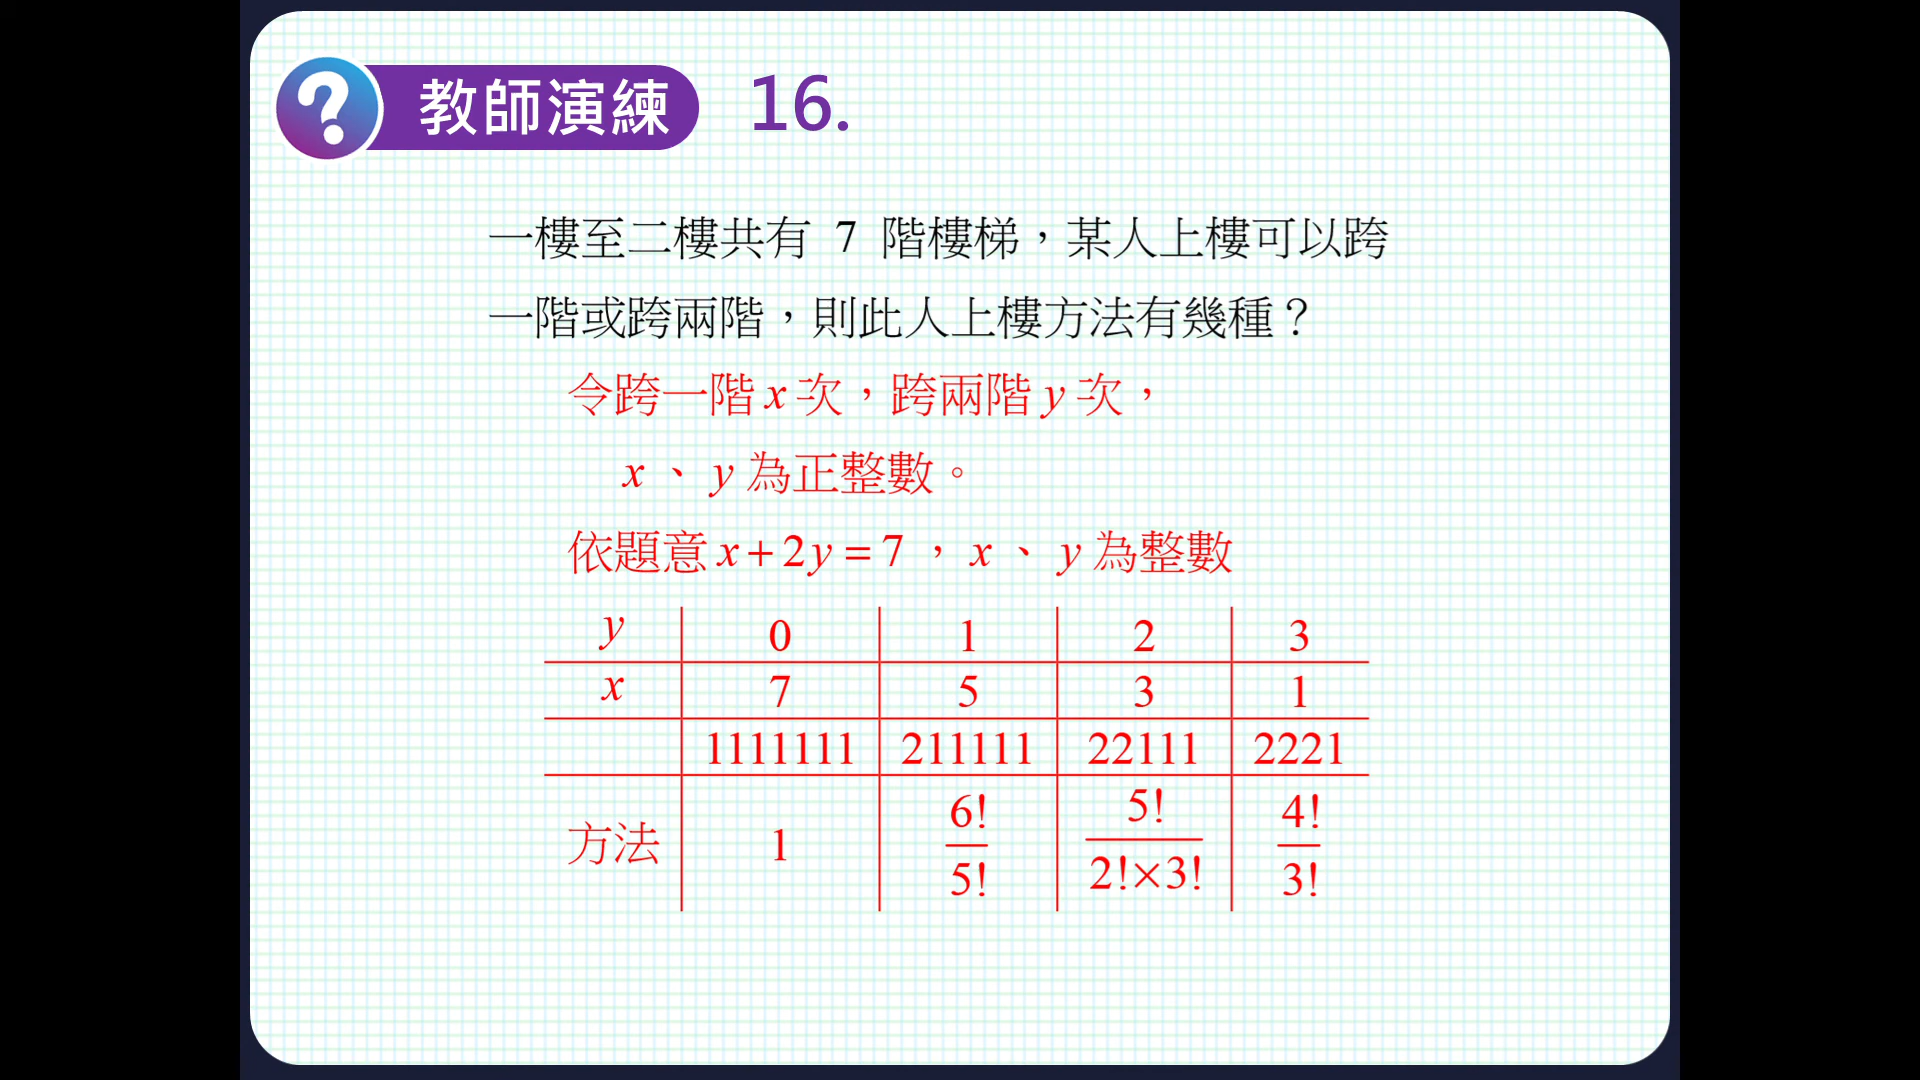 教師演練 16.
一樓至二樓共有 7 階樓梯，某人上樓可以跨
一階或跨兩階，則此人上樓方法有幾種？
令跨一階 x 次，跨兩階 y 次，
x 、 y 為正整數。
依題意 x+2y=7 ， x 、 y 為整數
y 0 1 2 3
x 7 5 3 1
1111111 211111 22111 2221
方法 1 6!/5! 5!/2!×3! 4!/3!